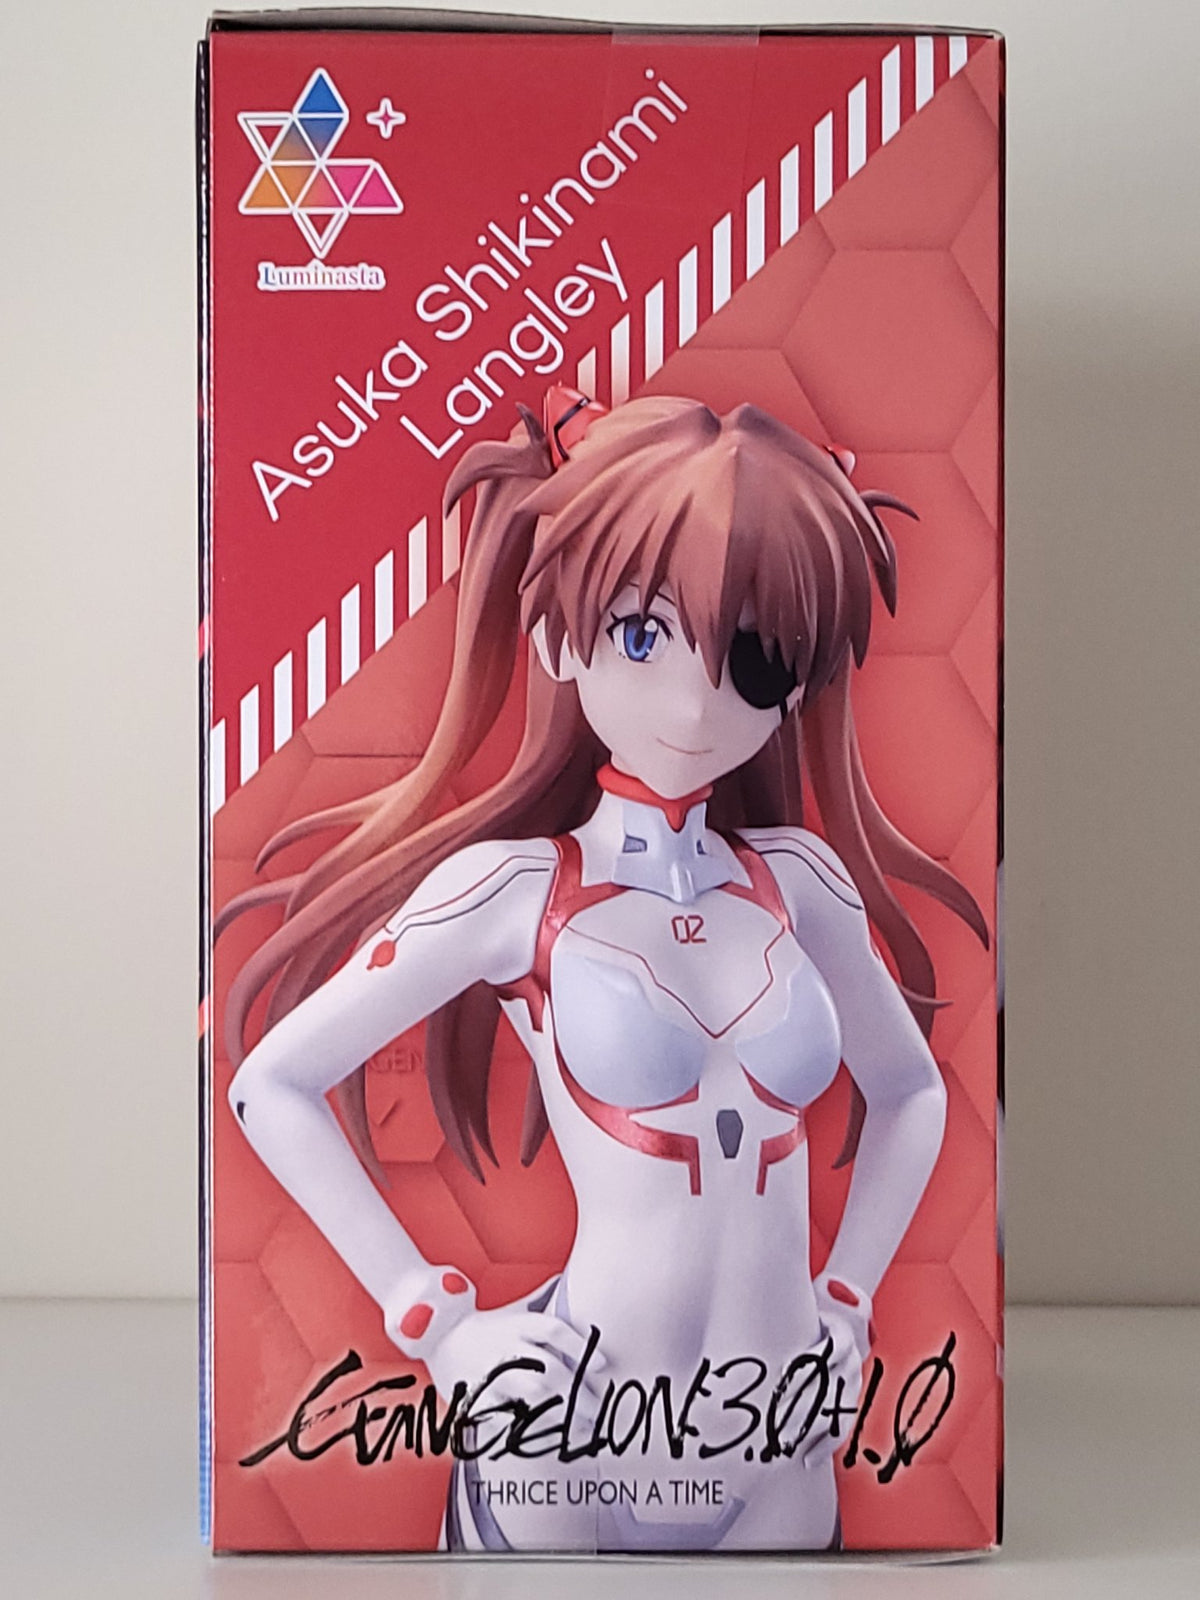 Luminasta
Asuka Shikinami
Langley
02
EVANGELION:3.0+1.0
THRICE UPON A TIME